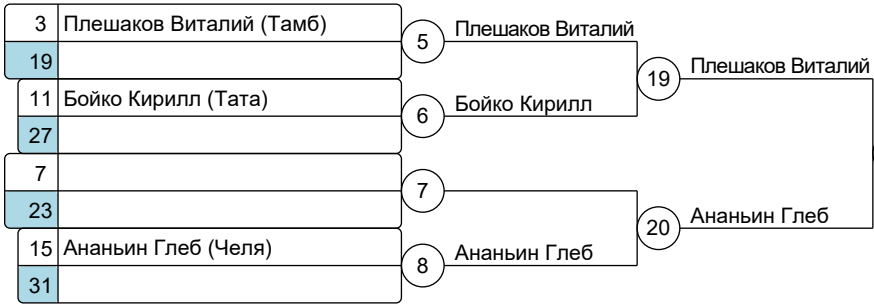 3 Плешаков Виталий (Тамб)
19
5
Плешаков Виталий
11 Бойко Кирилл (Тата)
27
6
Бойко Кирилл
19
Плешаков Виталий
7
23
7
15 Ананьин Глеб (Челя)
31
8
Ананьин Глеб
20
Ананьин Глеб